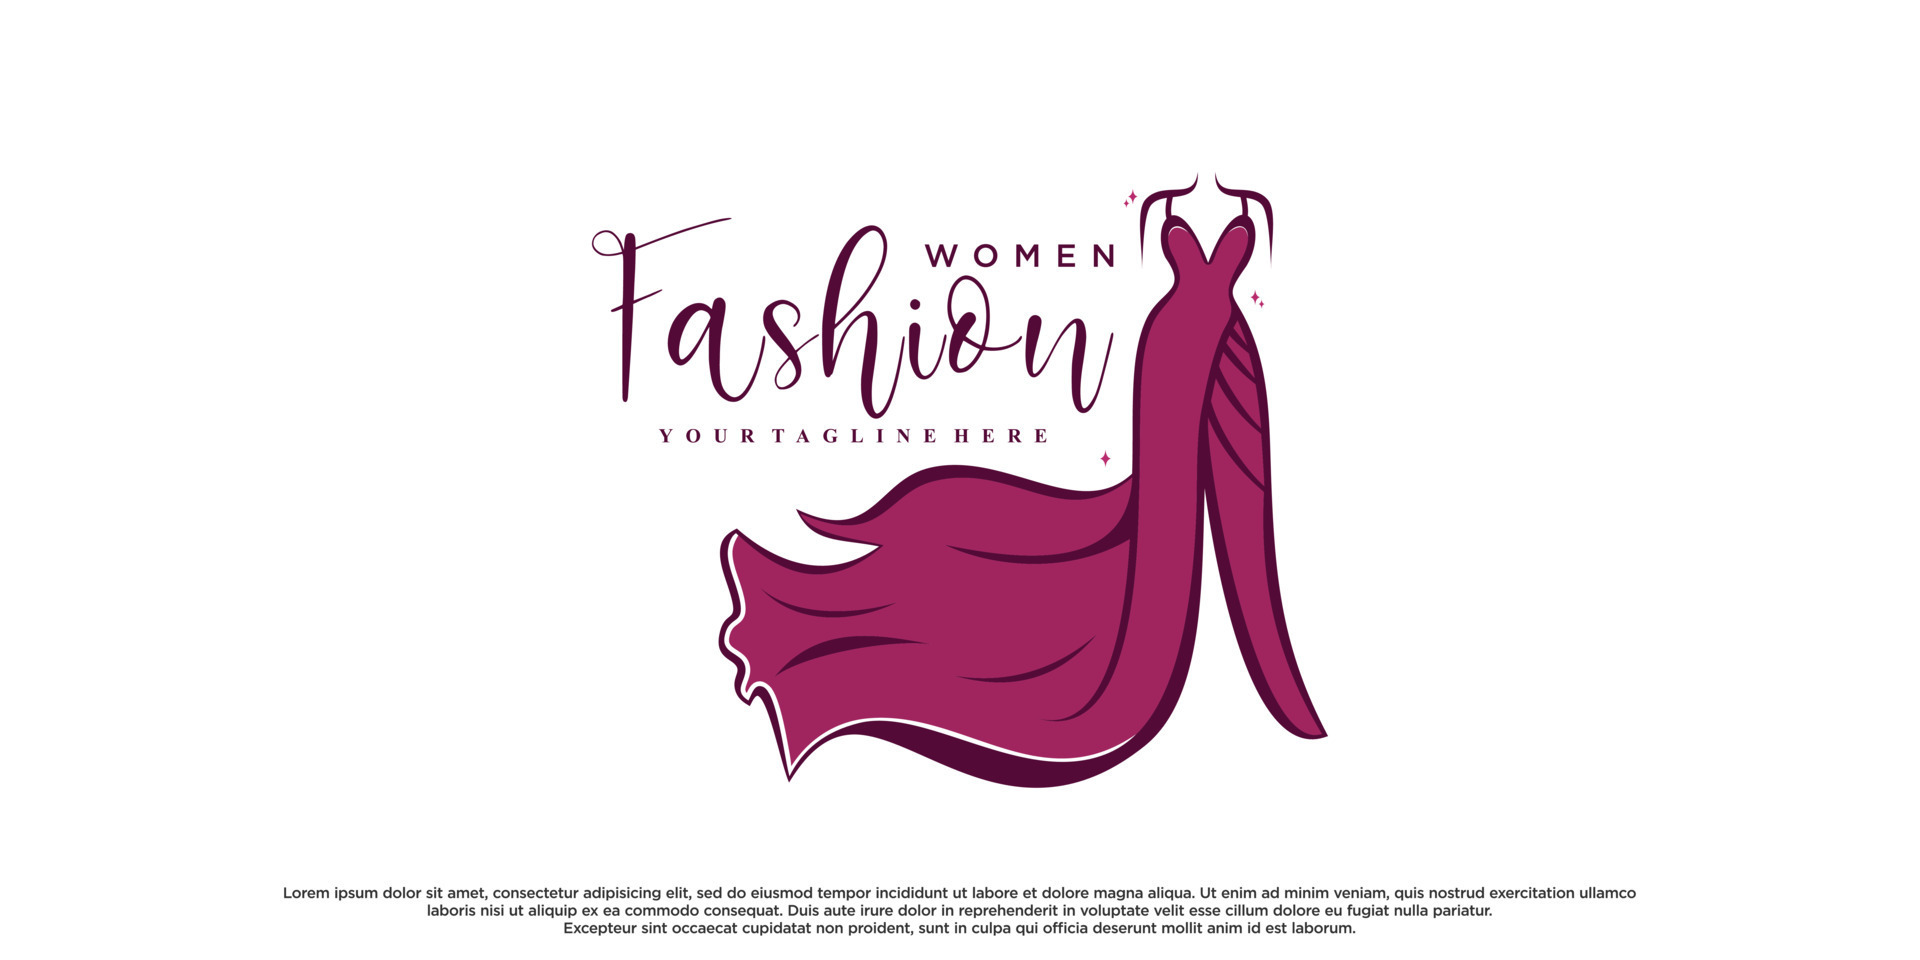 WOMEN
Fashion
YOUR TAGLINE HERE
Lorem ipsum dolor sit amet, consectetur adipisicing elit, sed do eiusmod tempor incididunt ut labore et dolore magna aliqua. Ut enim ad minim veniam, quis nostrud exercitation ullamco
laboris nisi ut aliquip ex ea commodo consequat. Duis aute irure dolor in reprehenderit in voluptate velit esse cillum dolore eu fugiat nulla pariatur.
Excepteur sint occaecat cupidatat non proident, sunt in culpa qui officia deserunt mollit anim id est laborum.